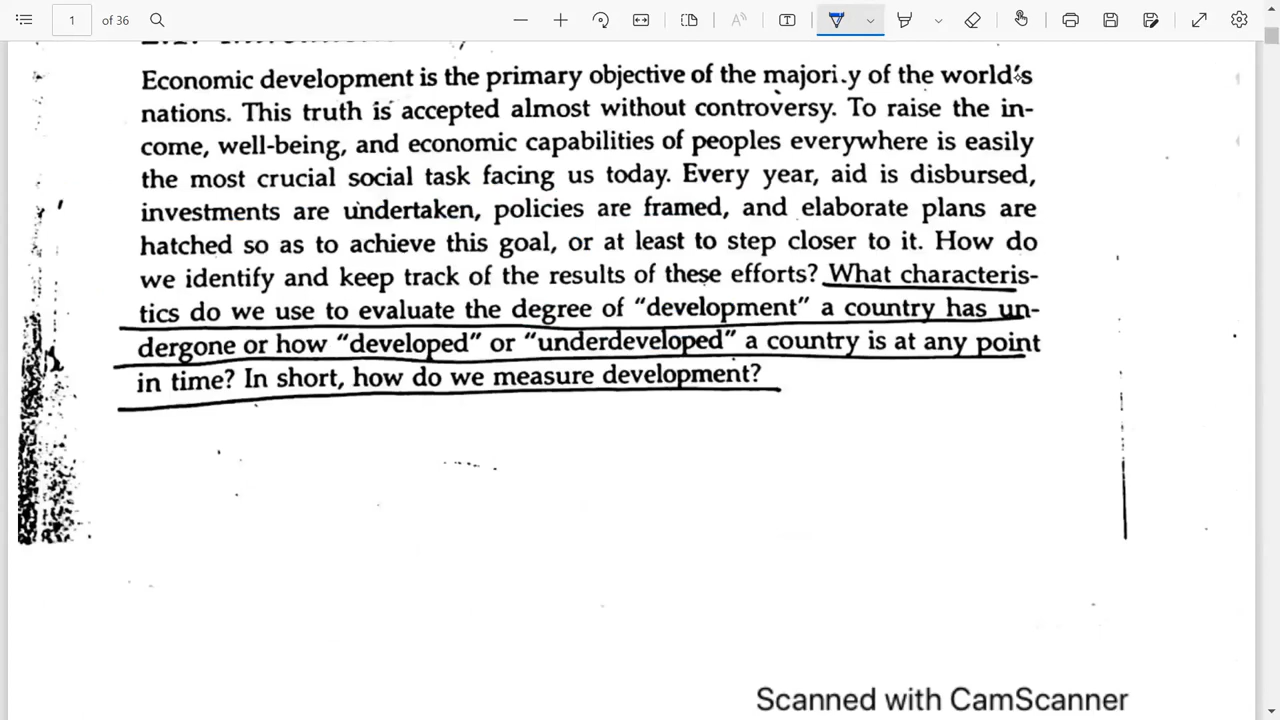 1 of 36
Economic development is the primary objective of the majori.y of the world's
nations. This truth is accepted almost without controversy. To raise the in-
come, well-being, and economic capabilities of peoples everywhere is easily
the most crucial social task facing us today. Every year, aid is disbursed,
investments are undertaken, policies are framed, and elaborate plans are
hatched so as to achieve this goal, or at least to step closer to it. How do
we identify and keep track of the results of these efforts? What characteris-
tics do we use to evaluate the degree of "development" a country has un-
dergone or how "developed" or "underdeveloped" a country is at any point
in time? In short, how do we measure development?
Scanned with CamScanner